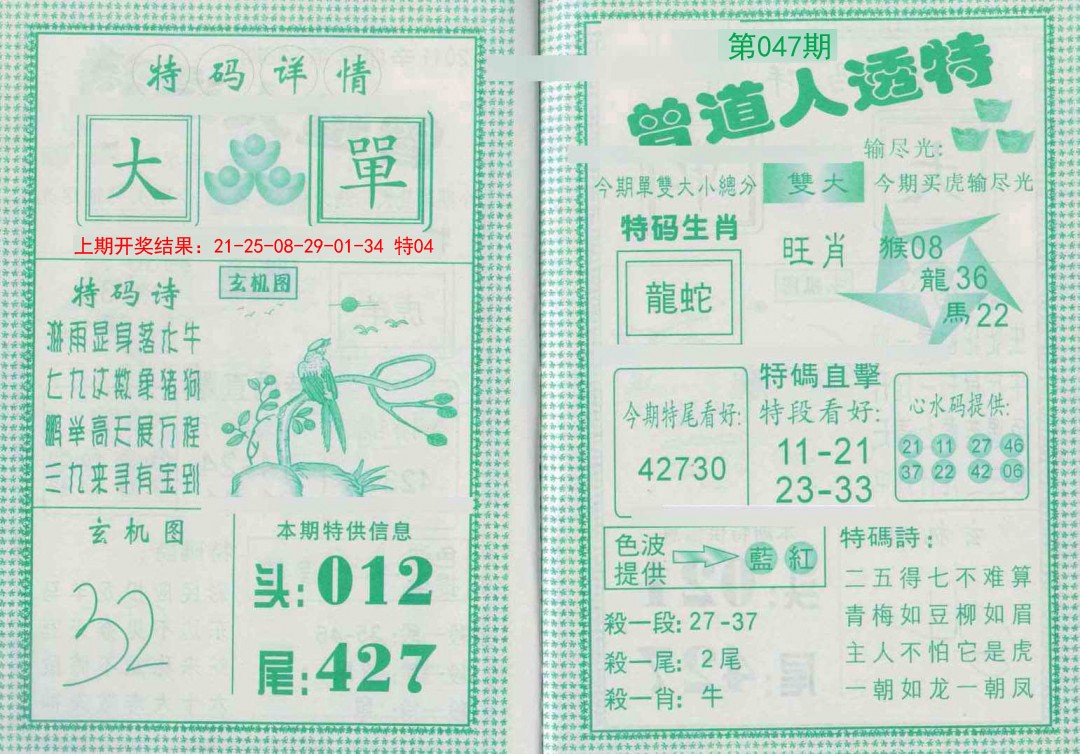 特码详情
大 單
上期开奖结果：21-25-08-29-01-34 特04
特码诗
淋雨显身落水牛
七九议数象猪狗
鹏举高天展万程
三九来寻有宝到
玄机图
玄机图
32
本期特供信息
头:012
尾:427
第047期
曾道人透特
输尽光:
今期單雙大小總分 雙大 今期买虎输尽光
特码生肖
龍蛇
旺肖
猴08
龍36
馬22
今期特尾看好:
42730
特碼直擊
特段看好:
11-21
23-33
心水码提供:
21 11 27 46
37 22 42 06
色波
提供
藍 紅
殺一段: 27-37
殺一尾: 2尾
殺一肖: 牛
特碼詩：
二五得七不难算
青梅如豆柳如眉
主人不怕它是虎
一朝如龙一朝凤